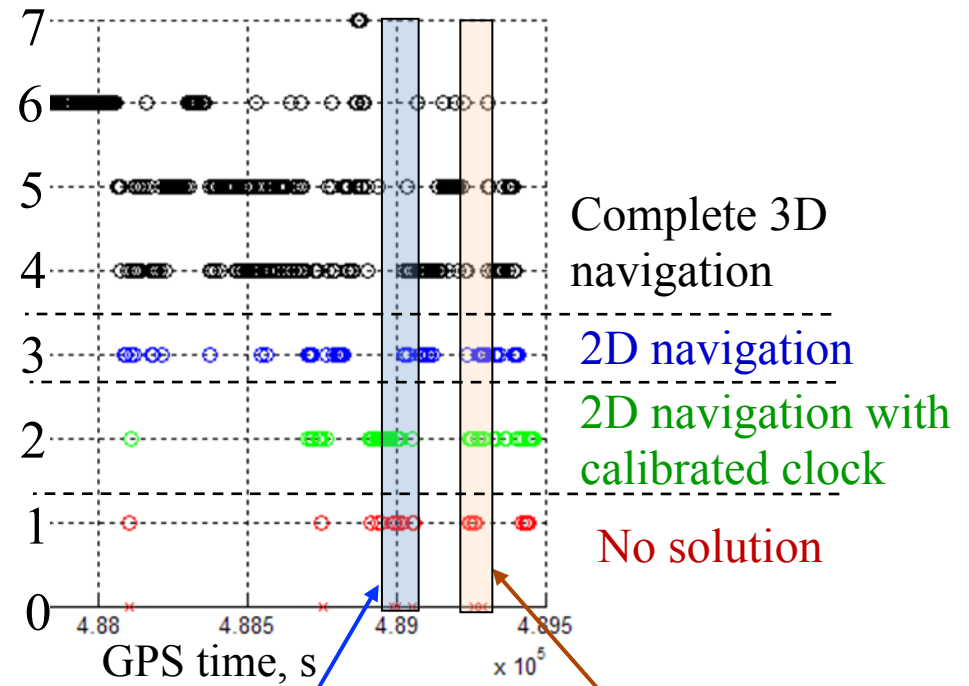 7
6
5
Complete 3D
navigation
4
3
2D navigation
2D navigation with
calibrated clock
2
1
No solution
0
4.88 4.885 4.89 4.895
GPS time, s
x 10^5